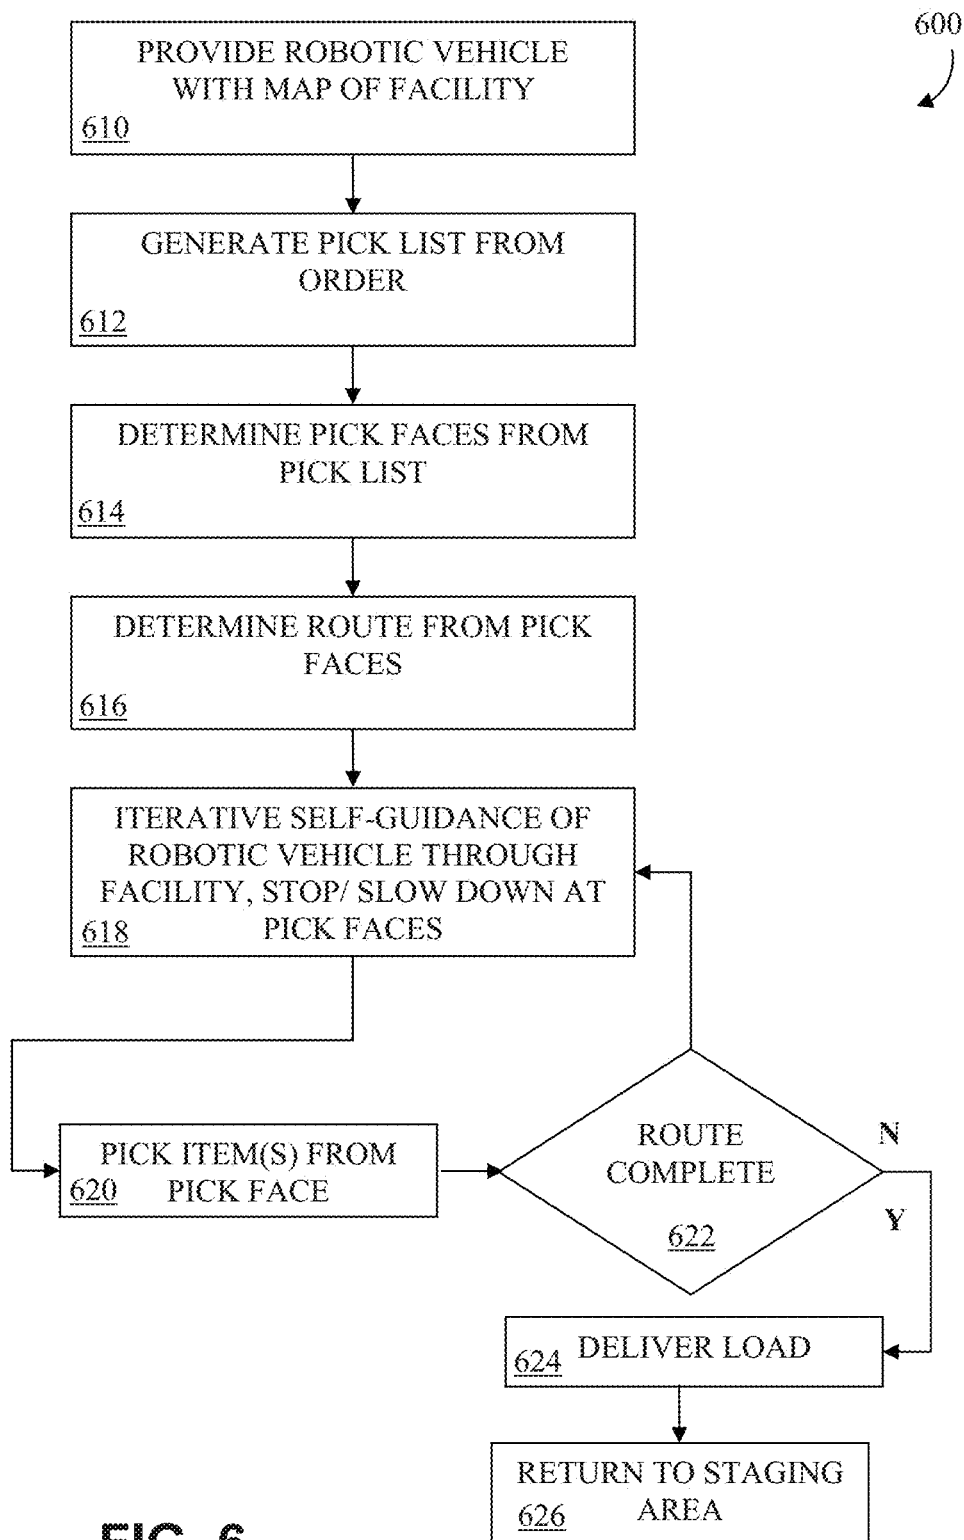 600
PROVIDE ROBOTIC VEHICLE
WITH MAP OF FACILITY
610
GENERATE PICK LIST FROM
ORDER
612
DETERMINE PICK FACES FROM
PICK LIST
614
DETERMINE ROUTE FROM PICK
FACES
616
ITERATIVE SELF-GUIDANCE OF
ROBOTIC VEHICLE THROUGH
FACILITY, STOP/ SLOW DOWN AT
PICK FACES
618
PICK ITEM(S) FROM
PICK FACE
620
ROUTE
COMPLETE
622
N
Y
DELIVER LOAD
624
RETURN TO STAGING
AREA
626
FIG. 6